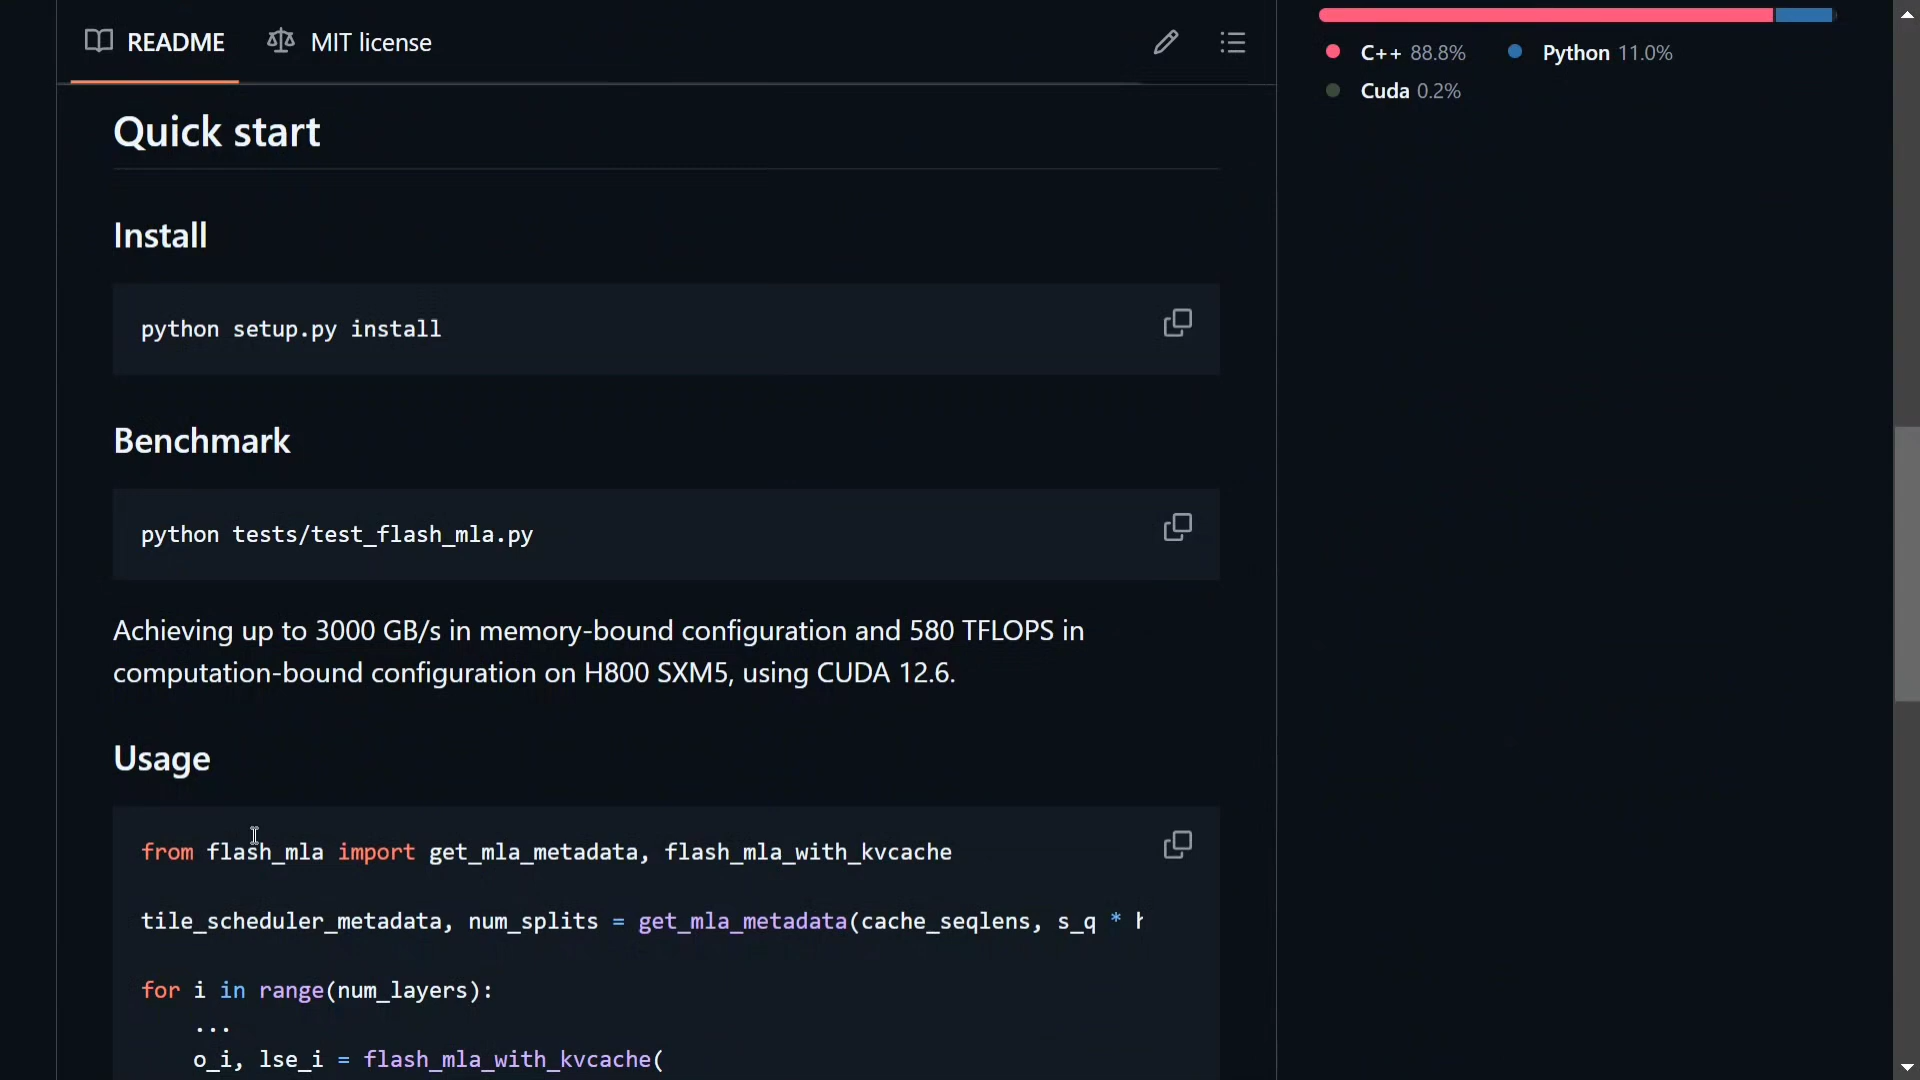 README MIT license
C++ 88.8% Python 11.0%
Cuda 0.2%
Quick start
Install
python setup.py install
Benchmark
python tests/test_flash_mla.py
Achieving up to 3000 GB/s in memory-bound configuration and 580 TFLOPS in
computation-bound configuration on H800 SXM5, using CUDA 12.6.
Usage
from flash_mla import get_mla_metadata, flash_mla_with_kvcache
tile_scheduler_metadata, num_splits = get_mla_metadata(cache_seqlens, s_q *
for i in range(num_layers):
...
o_i, lse_i = flash_mla_with_kvcache(